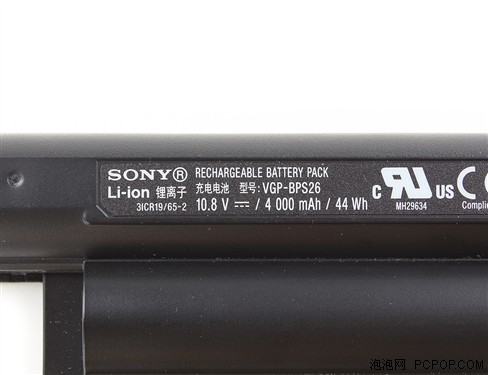 SONY® RECHARGEABLE BATTERY PACK
Li-ion 锂离子 充电电池 型号: VGP-BPS26
3ICR19/65-2 10.8 V ⎓ / 4 000 mAh / 44 Wh
c RU US
MH29634
Complie
泡泡网 PCPOP.COM